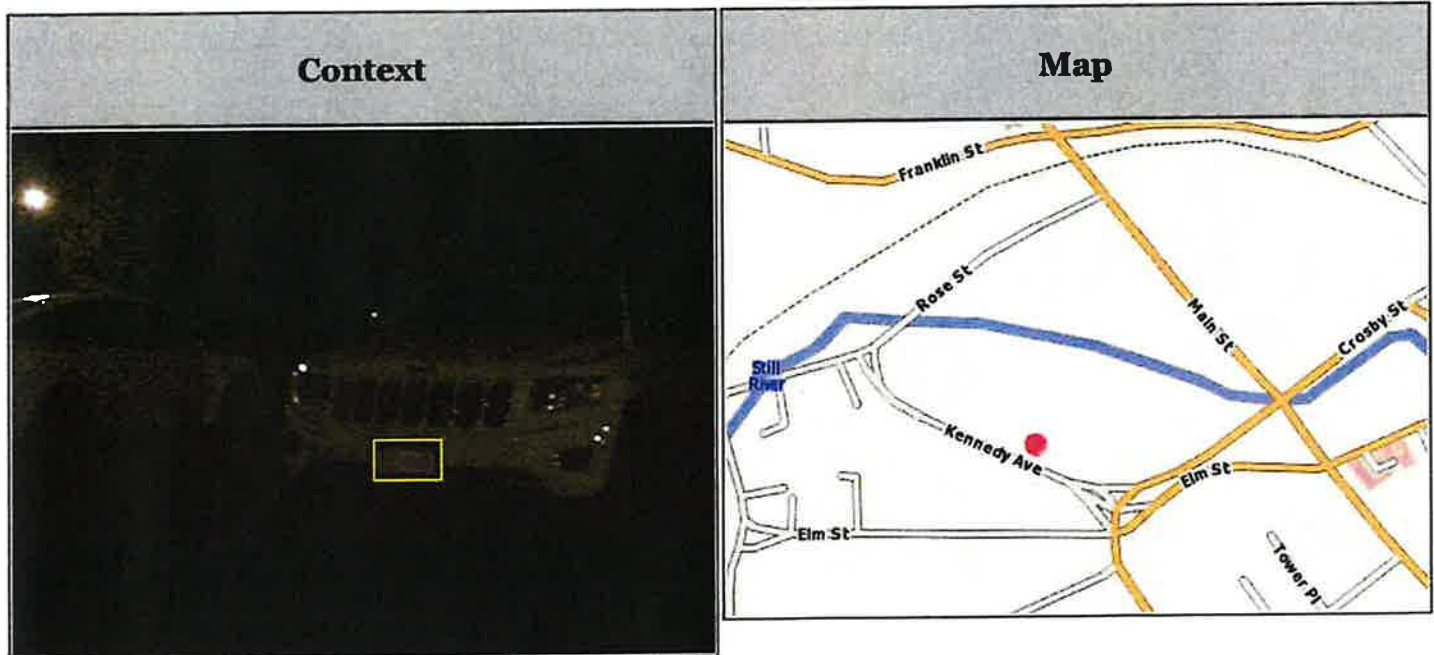 Context
Map
Franklin St
Rose St
Main St
Crosby St
Still
River
Kennedy Ave
Elm St
Elm St
Tower Pl